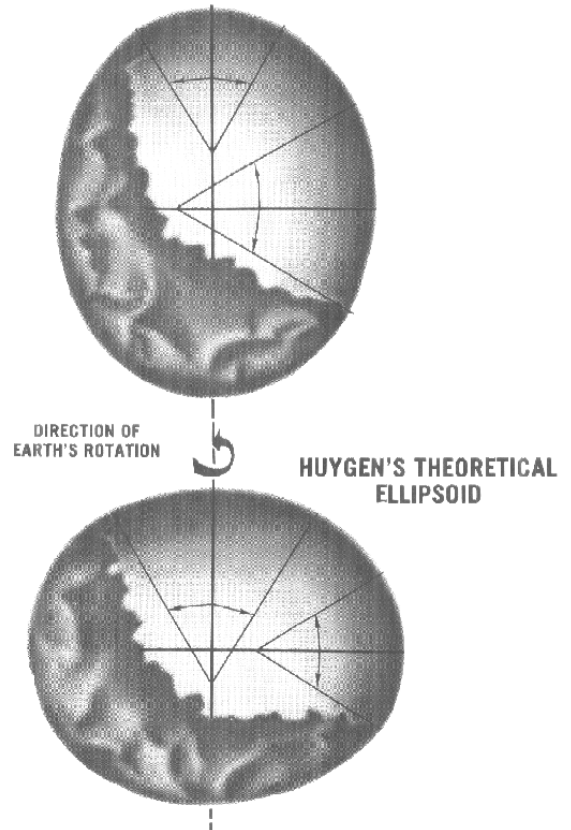 DIRECTION OF
EARTH'S ROTATION
HUYGEN'S THEORETICAL
ELLIPSOID